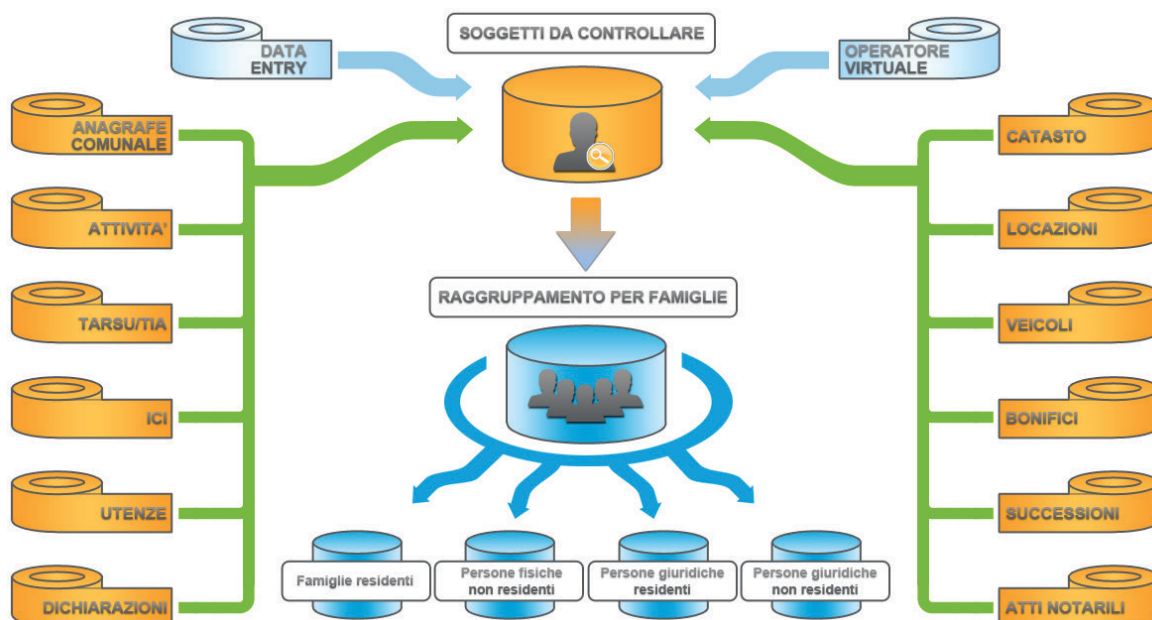 SOGGETTI DA CONTROLLARE
DATA
ENTRY
OPERATORE
VIRTUALE
ANAGRAFE
COMUNALE
ATTIVITA'
TARSU/TIA
ICI
UTENZE
DICHIARAZIONI
CATASTO
LOCAZIONI
VEICOLI
BONIFICI
SUCCESSIONI
ATTI NOTARILI
RAGGRUPPAMENTO PER FAMIGLIE
Famiglie residenti
Persone fisiche
non residenti
Persone giuridiche
residenti
Persone giuridiche
non residenti